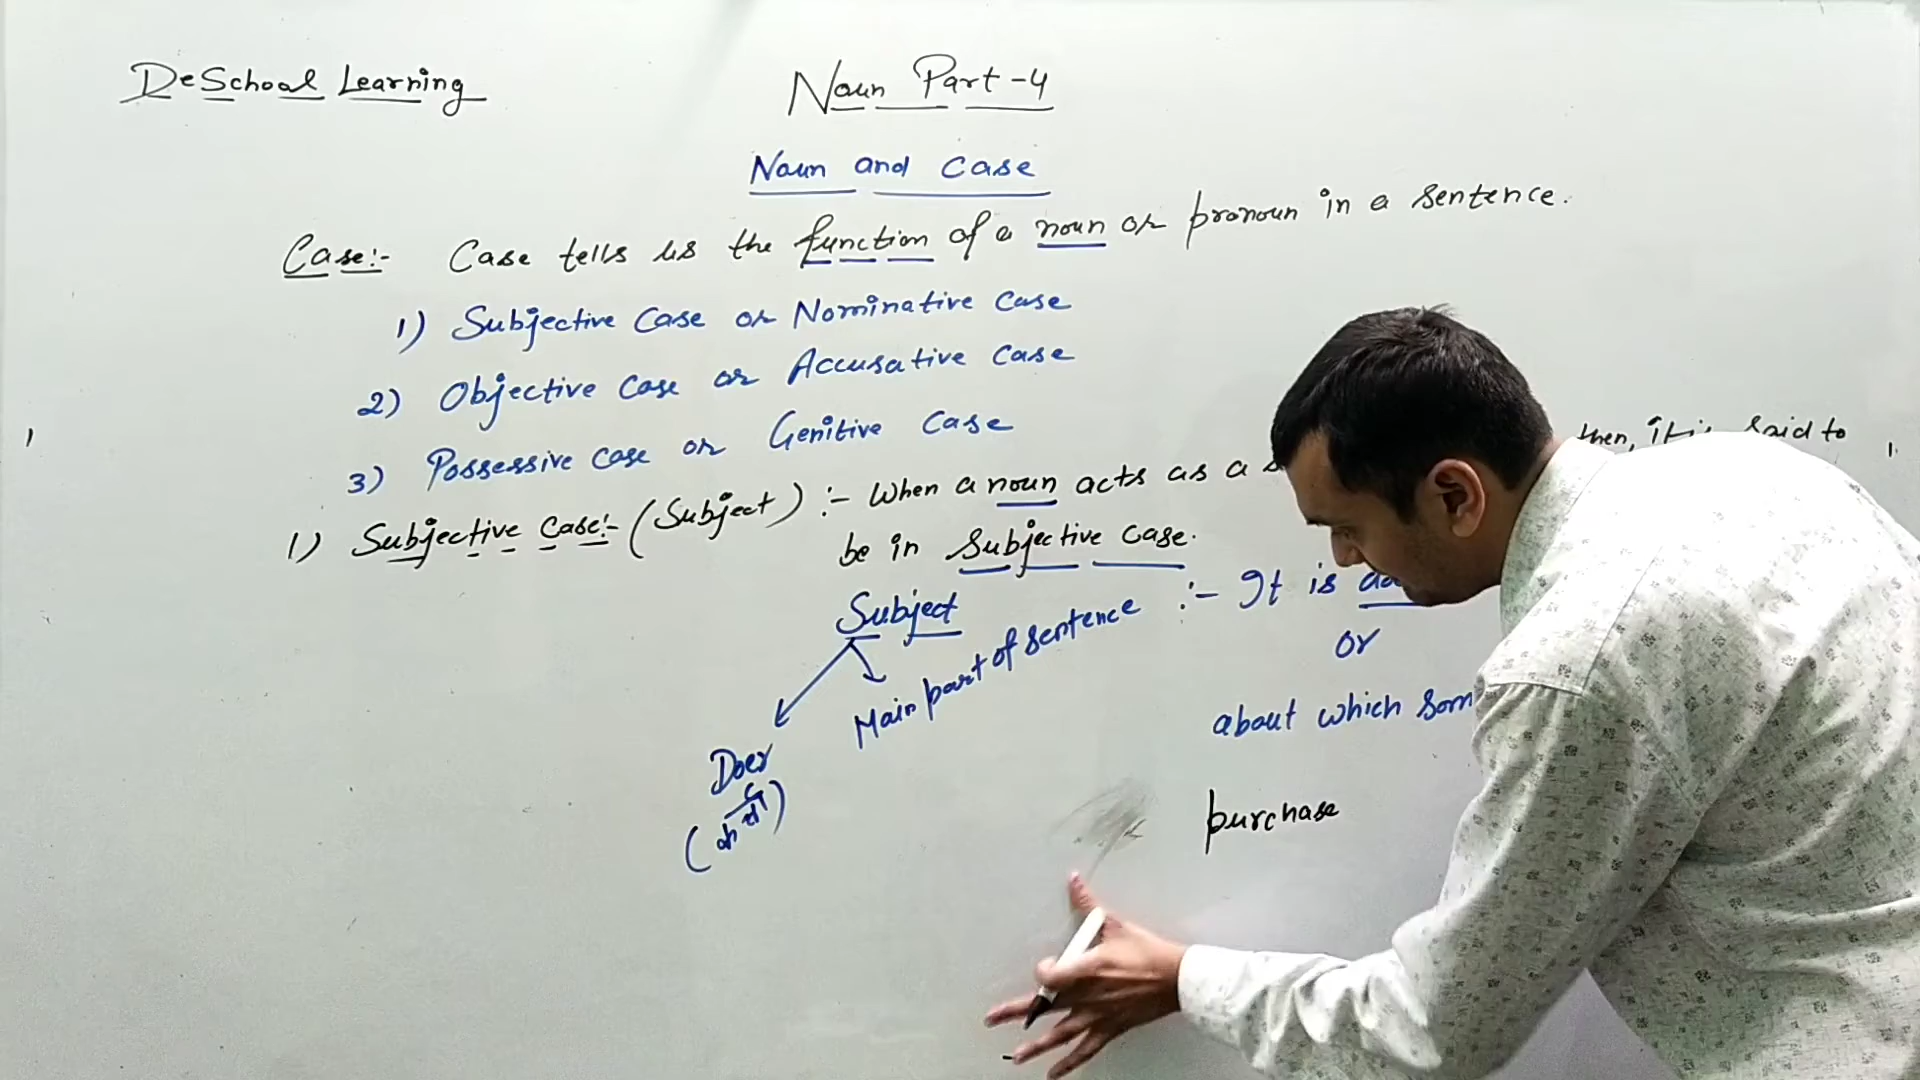 DeSchool Learning
Noun Part-4
Noun and Case
Case:- Case tells us the function of a noun or pronoun in a sentence.
1) Subjective Case or Nominative Case
2) Objective Case or Accusative Case
3) Possessive Case or Genitive Case
1) Subjective Case:- (Subject) :- When a noun acts as a then, it is said to
be in Subjective Case.
Subject
Main part of sentence :- It is
or
about which
Doer
(कर्ता)
purchase